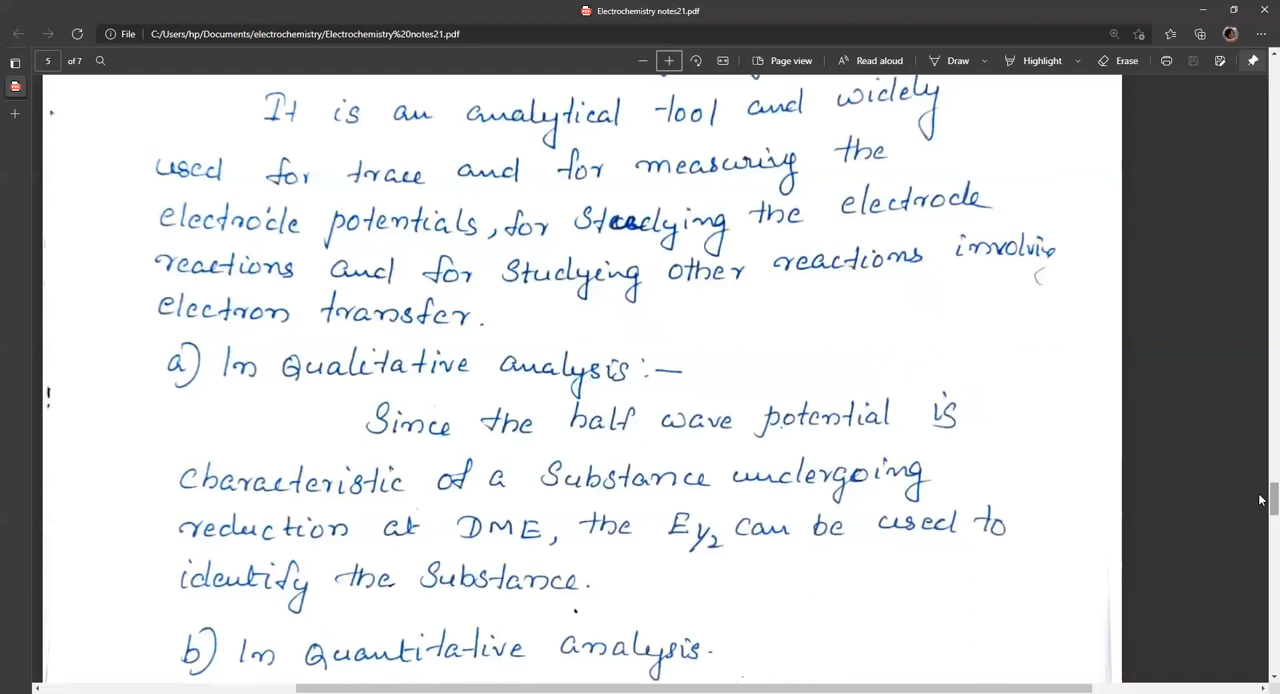 Electrochemistry notes21.pdf
File C:/Users/hp/Documents/electrochemistry/Electrochemistry%20notes21.pdf
5 of 7 Page view Read aloud Draw Highlight Erase
It is an analytical tool and widely
used for trace and for measuring the
electrode potentials, for studying the electrode
reactions and for studying other reactions involvin
electron transfer.
a) In Qualitative analysis :-
Since the half wave potential is
characteristic of a Substance undergoing
reduction at DME, the E1/2 can be used to
identify the Substance.
b) In Quantitative analysis.